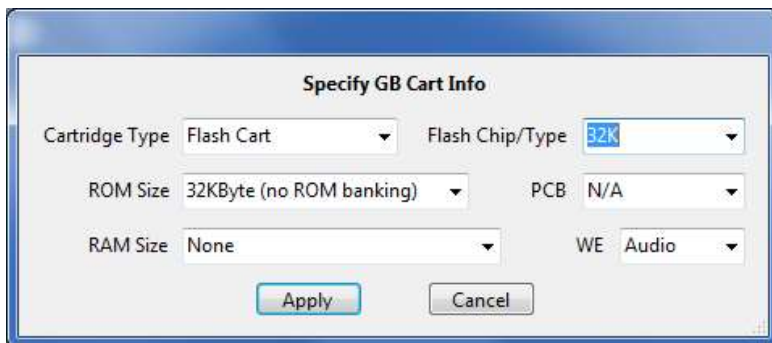 Specify GB Cart Info
Cartridge Type Flash Cart Flash Chip/Type 32K
ROM Size 32KByte (no ROM banking) PCB N/A
RAM Size None WE Audio
Apply Cancel